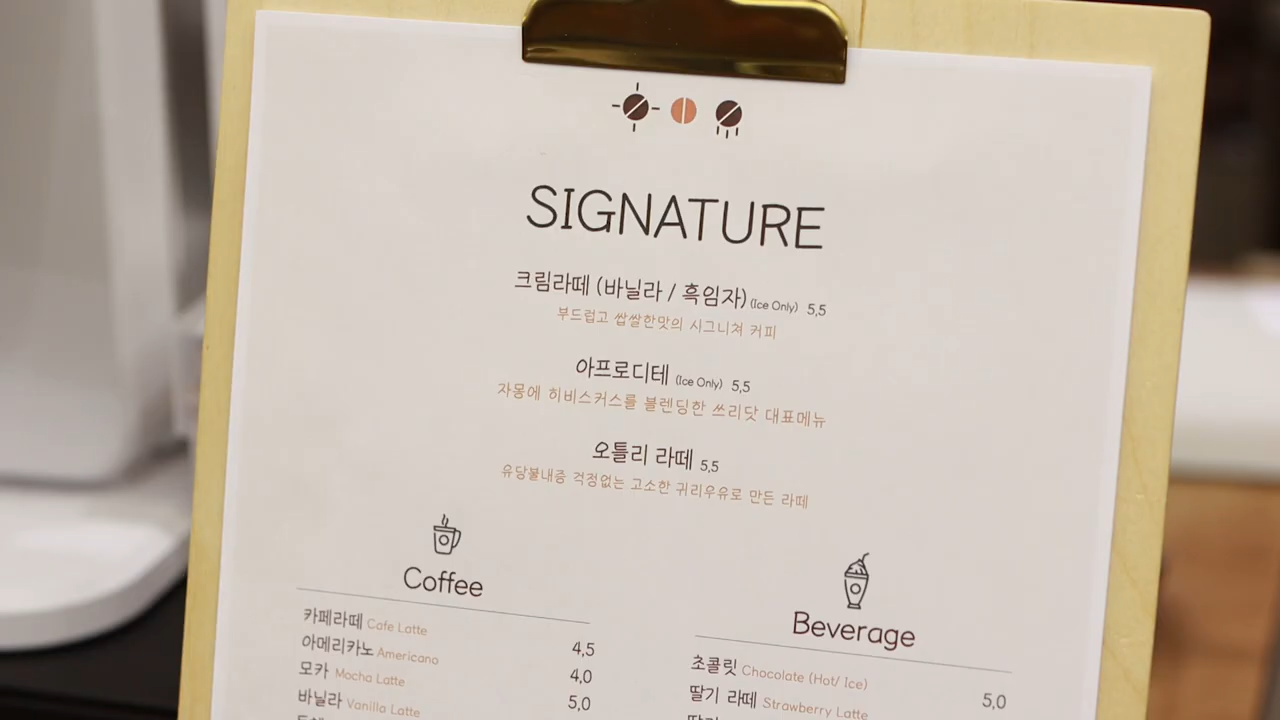 SIGNATURE
크림라떼 (바닐라 / 흑임자) (Ice Only) 5,5
부드럽고 쌉쌀한맛의 시그니쳐 커피
아프로디테 (Ice Only) 5,5
자몽에 히비스커스를 블렌딩한 쓰리닷 대표메뉴
오틀리 라떼 5,5
유당불내증 걱정없는 고소한 귀리우유로 만든 라떼
Coffee
카페라떼 Cafe Latte 4,5
아메리카노 Americano 4,0
모카 Mocha Latte 5,0
바닐라 Vanilla Latte
Beverage
초콜릿 Chocolate (Hot/ Ice) 5,0
딸기 라떼 Strawberry Latte